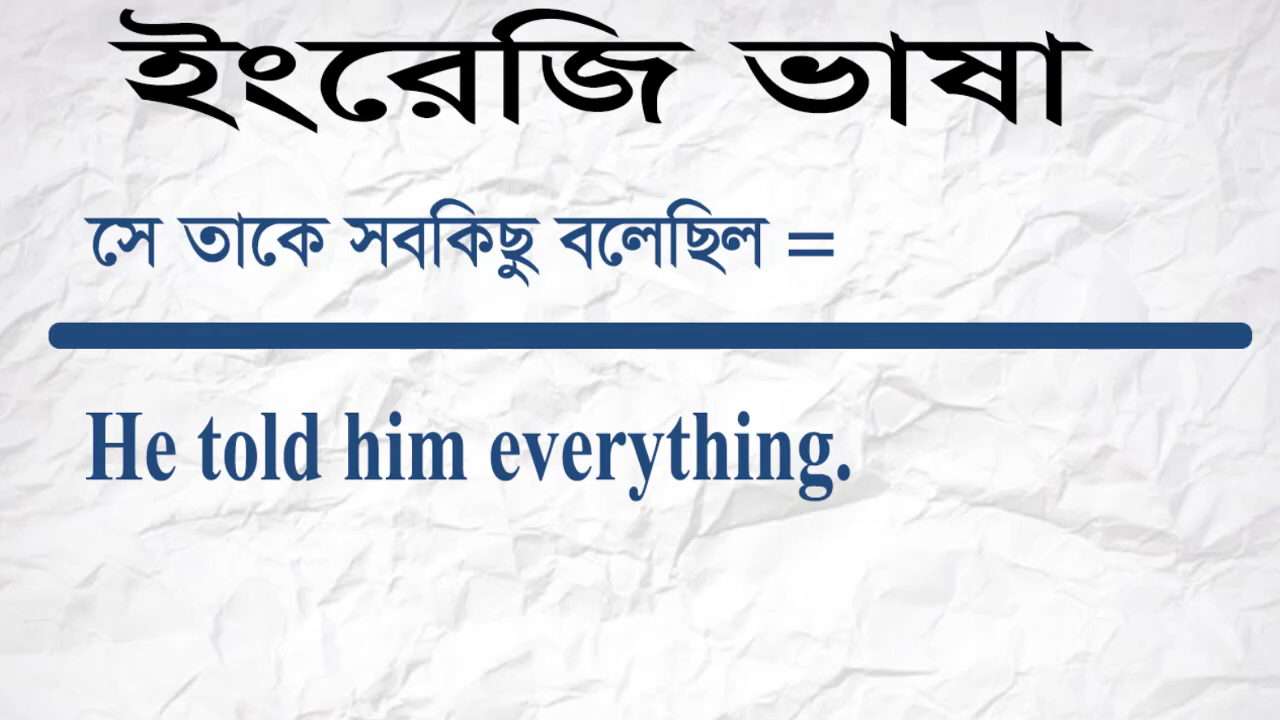 ইংরেজি ভাষা
সে তাকে সবকিছু বলেছিল =
He told him everything.